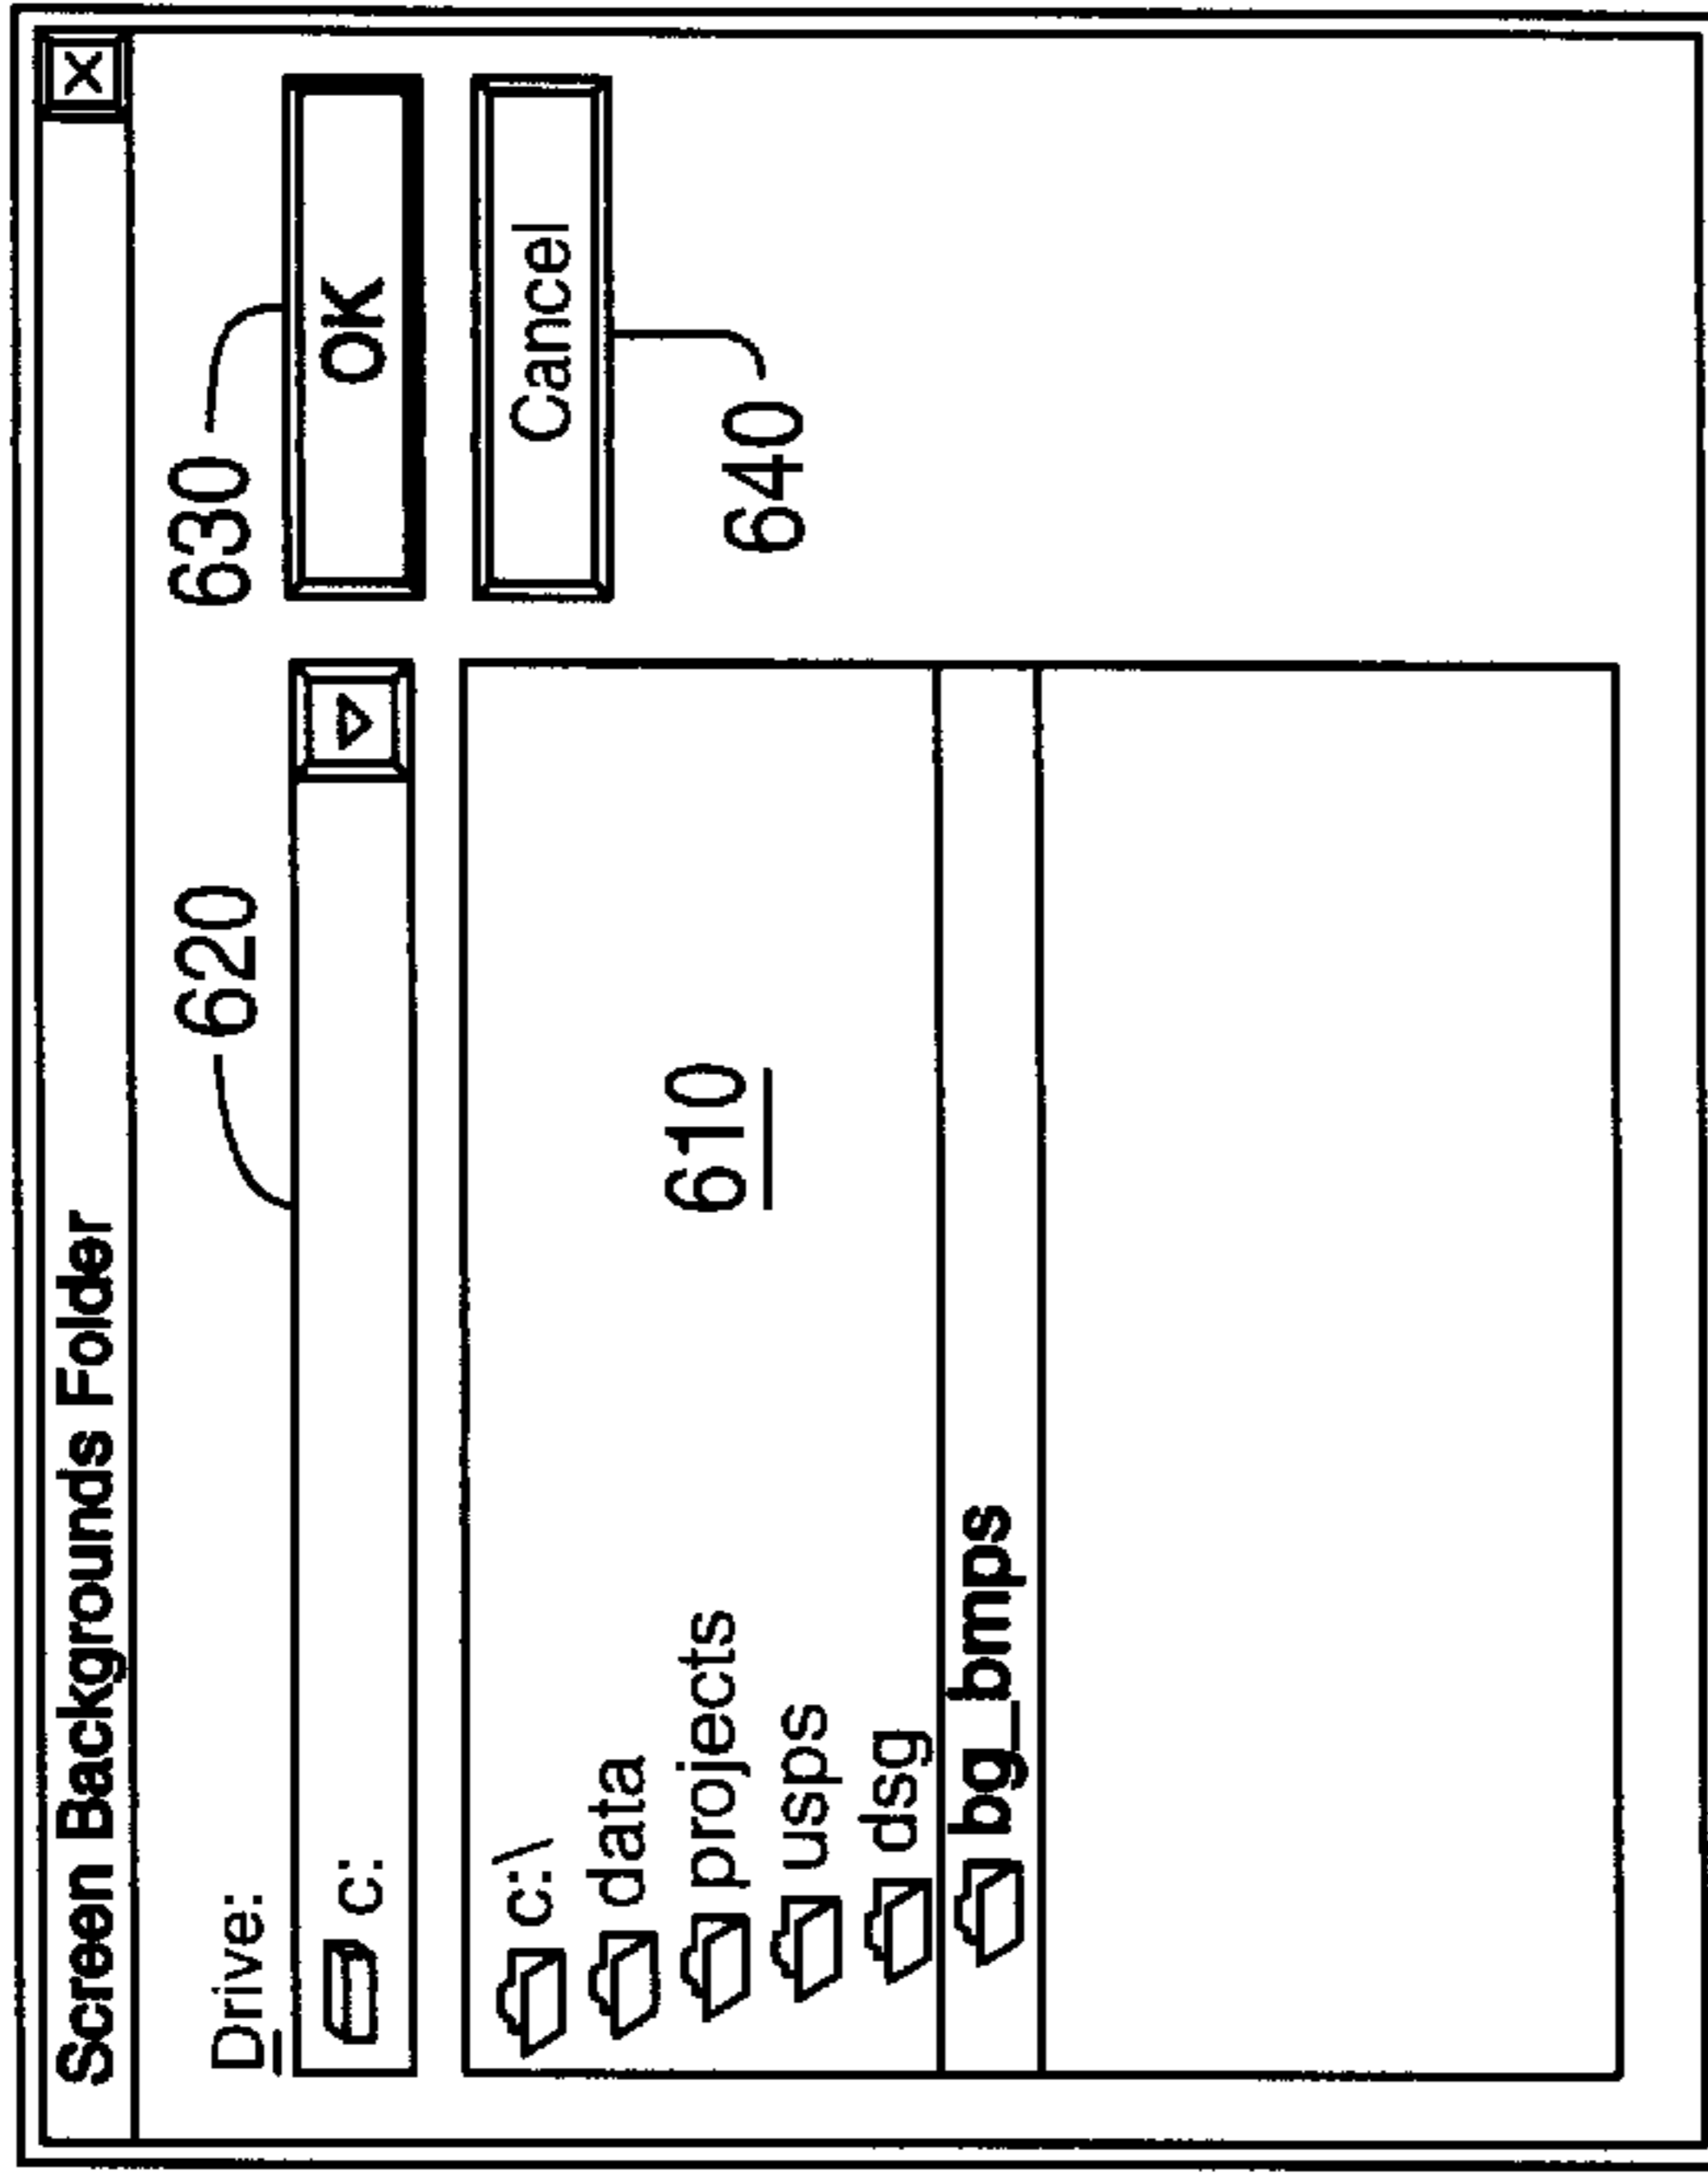 Screen Backgrounds Folder X
Drive:
620
630
c:
OK
Cancel
640
c:\
data
projects
usps
dsg
bg_bmps
610